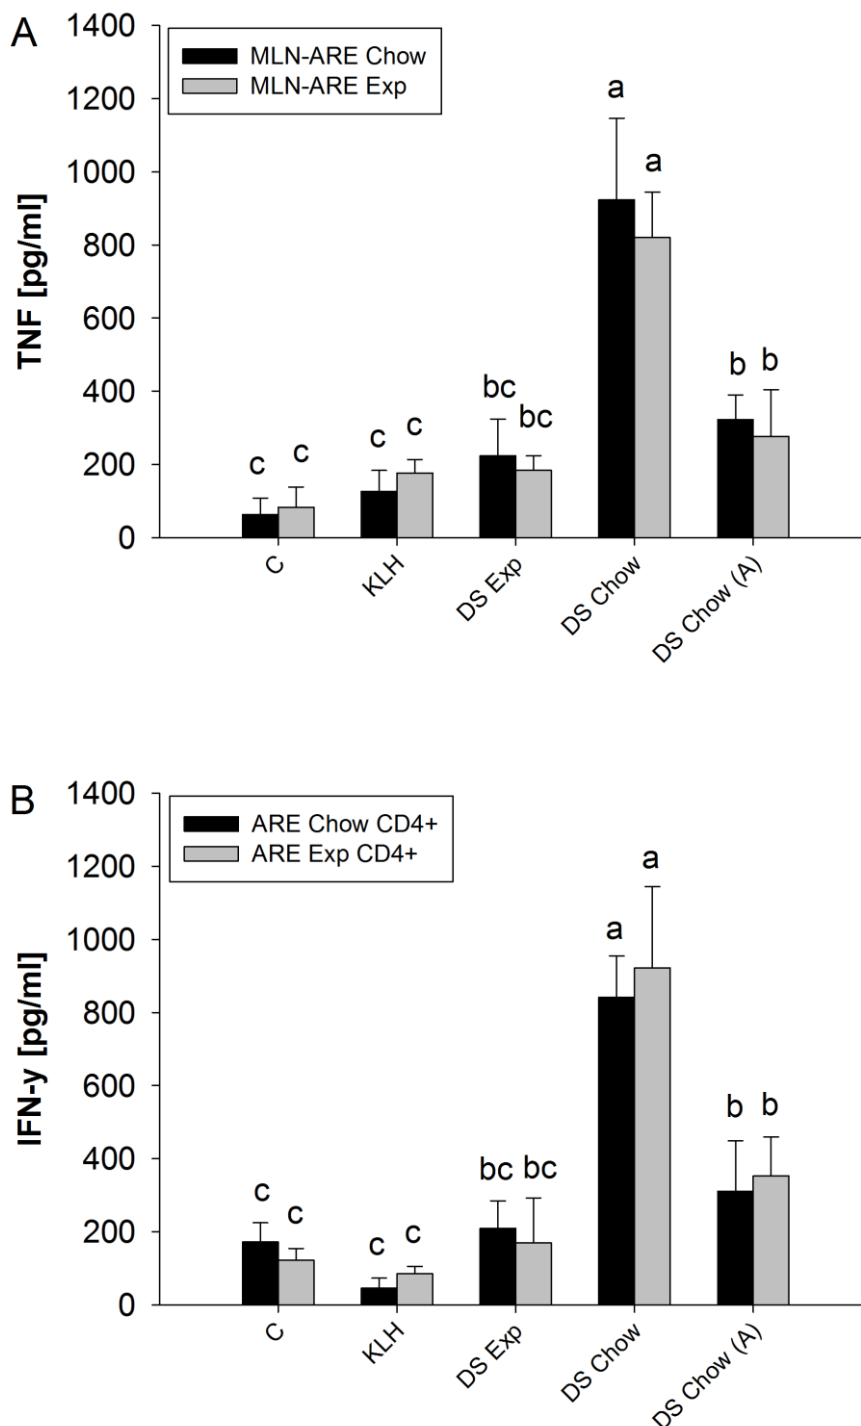 A
1400
1200
1000
800
600
400
200
0
TNF [pg/ml]
MLN-ARE Chow
MLN-ARE Exp
c c c c bc bc a a b b
C
KLH
DS Exp
DS Chow
DS Chow (A)
B
1400
1200
1000
800
600
400
200
0
IFN-y [pg/ml]
ARE Chow CD4+
ARE Exp CD4+
c c c c bc bc a a b b
C
KLH
DS Exp
DS Chow
DS Chow (A)